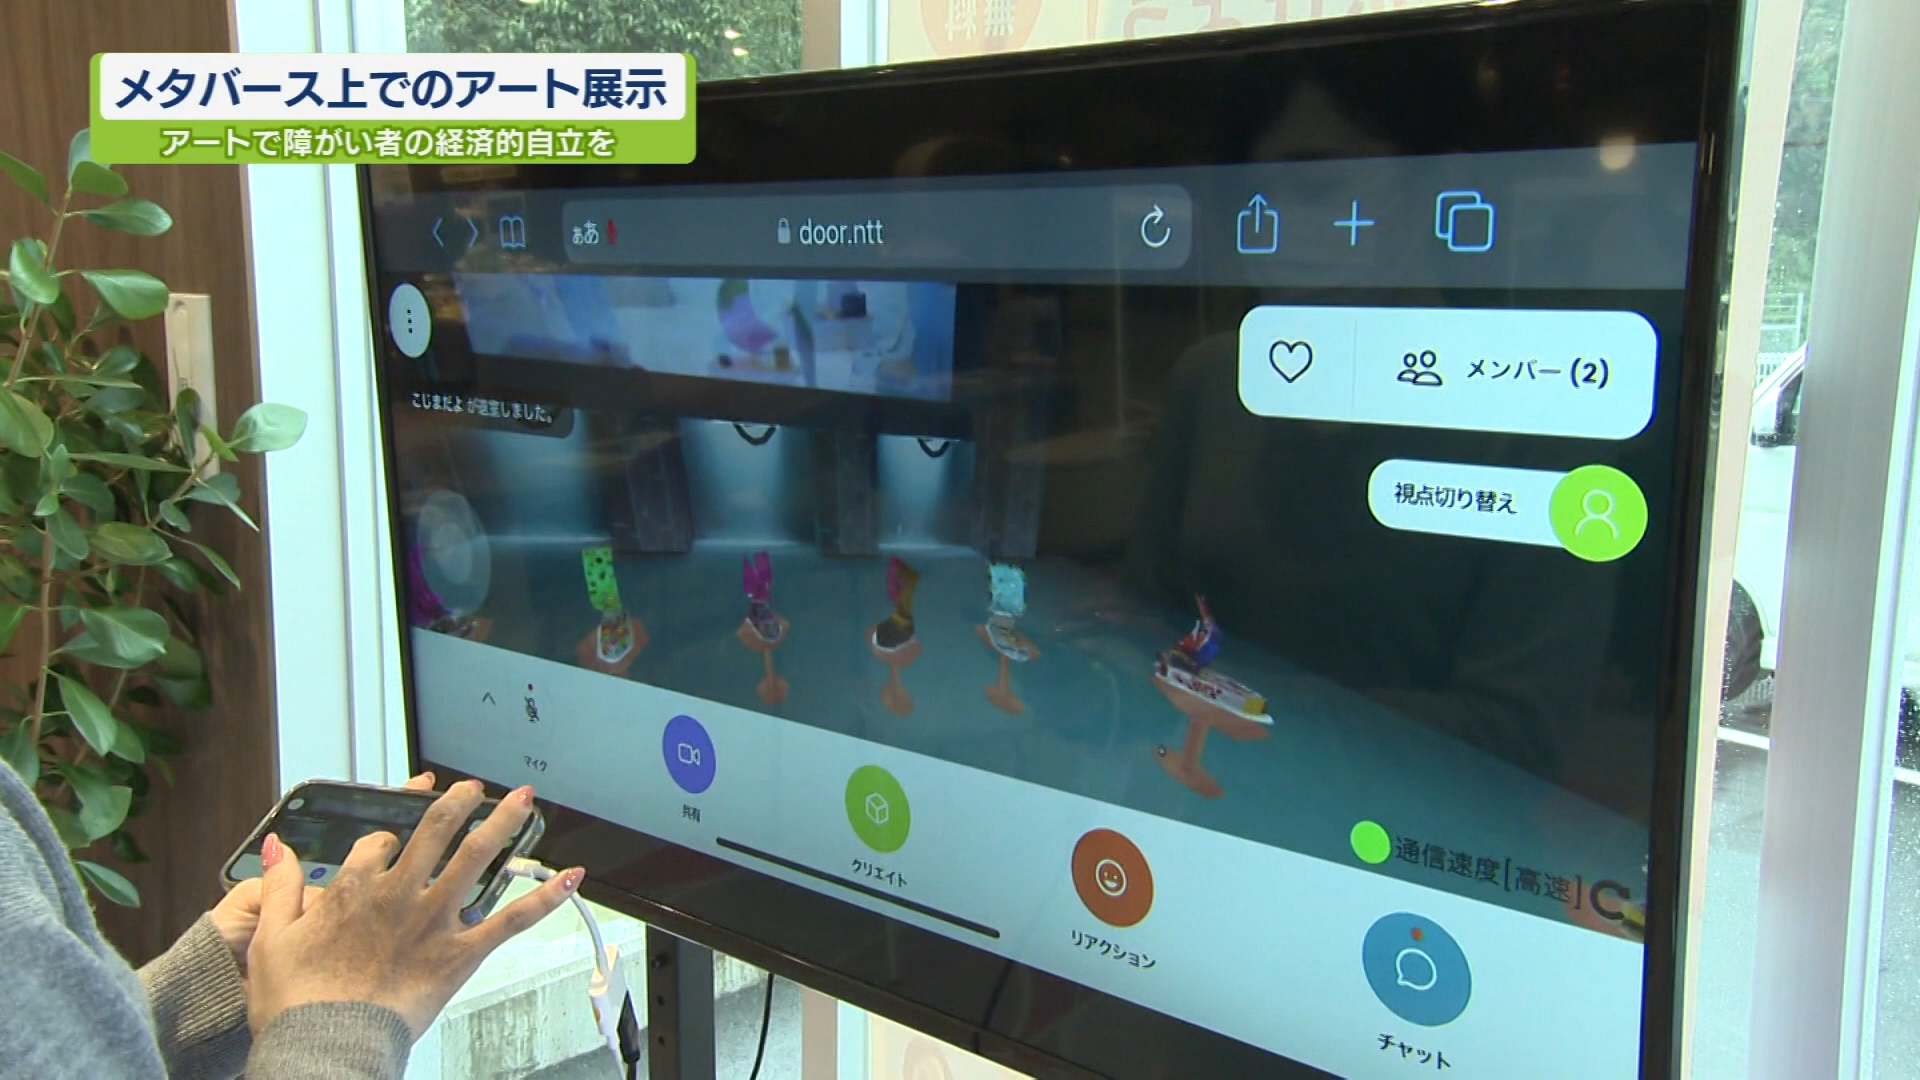 メタバース上でのアート展示
アートで障がい者の経済的自立を
ぁあ
door.ntt
メンバー (2)
こじまだよ が退室しました。
視点切り替え
マイク
共有
クリエイト
リアクション
チャット
通信速度[高速]